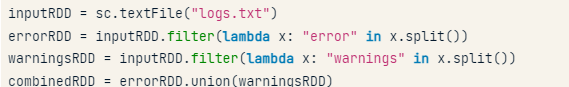 inputRDD = sc.textFile("logs.txt")
errorRDD = inputRDD.filter(lambda x: "error" in x.split())
warningsRDD = inputRDD.filter(lambda x: "warnings" in x.split())
combinedRDD = errorRDD.union(warningsRDD)